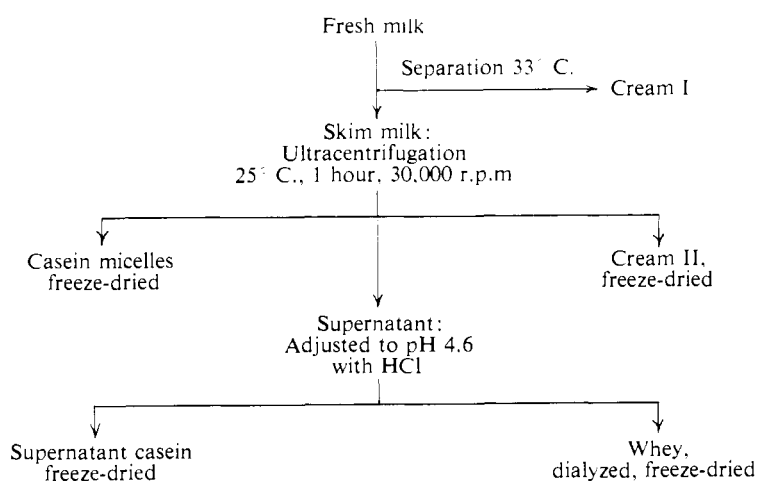 Fresh milk
Separation 33° C.
Cream I
Skim milk:
Ultracentrifugation
25° C., 1 hour, 30,000 r.p.m
Casein micelles
freeze-dried
Cream II,
freeze-dried
Supernatant:
Adjusted to pH 4.6
with HCl
Supernatant casein
freeze-dried
Whey,
dialyzed, freeze-dried